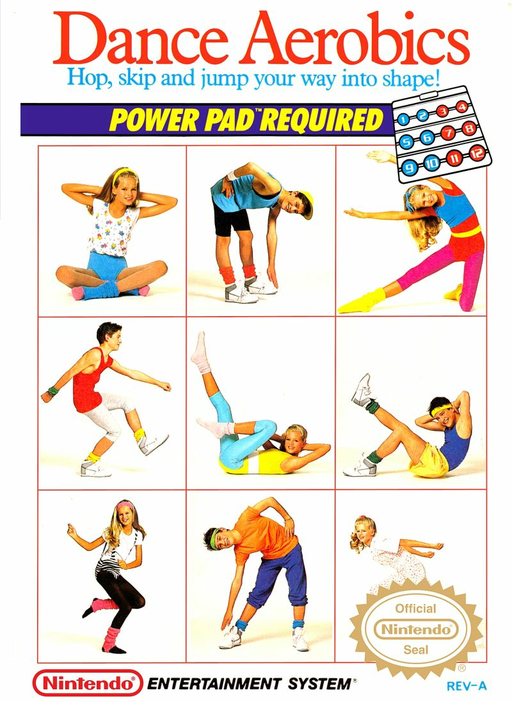 Dance Aerobics
Hop, skip and jump your way into shape!
POWER PAD™ REQUIRED
1 2 3 4
5 6 7 8
9 10 11 12
Official
Nintendo®
Seal
®
Nintendo® ENTERTAINMENT SYSTEM®
REV-A